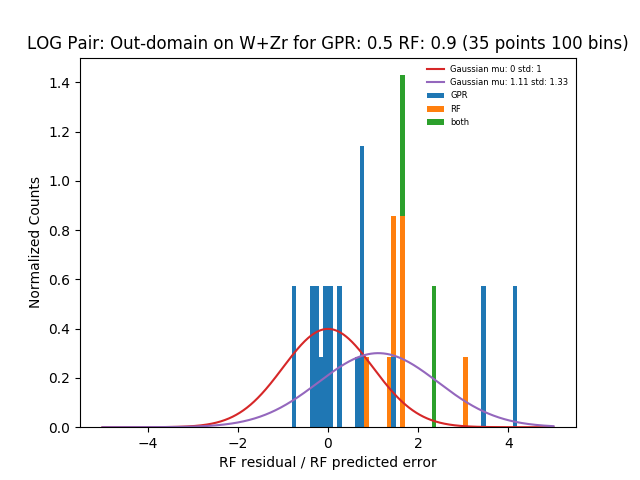 LOG Pair: Out-domain on W+Zr for GPR: 0.5 RF: 0.9 (35 points 100 bins)
Gaussian mu: 0 std: 1
Gaussian mu: 1.11 std: 1.33
GPR
RF
both
Normalized Counts
1.4
1.2
1.0
0.8
0.6
0.4
0.2
0.0
−4
−2
0
2
4
RF residual / RF predicted error